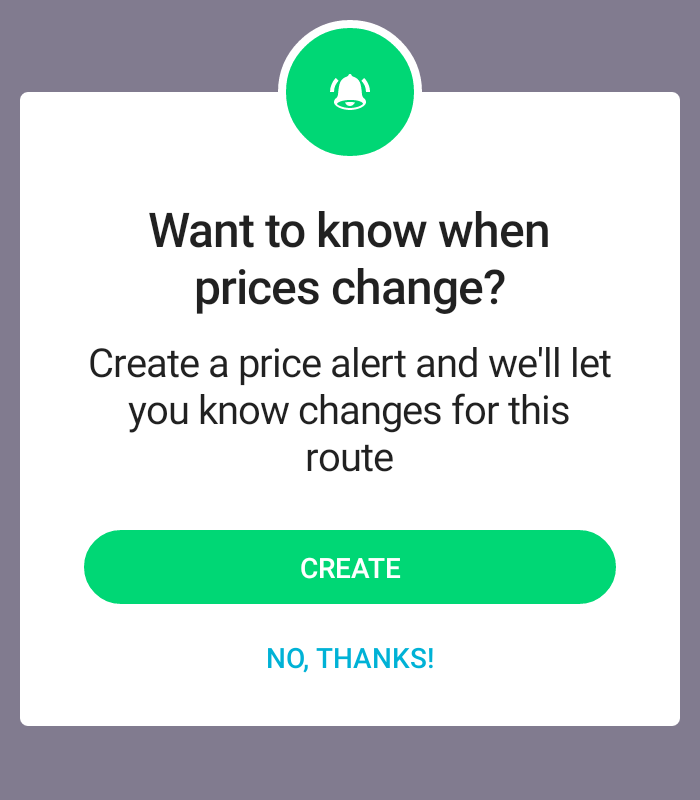 Want to know when
prices change?
Create a price alert and we'll let
you know changes for this
route
CREATE
NO, THANKS!